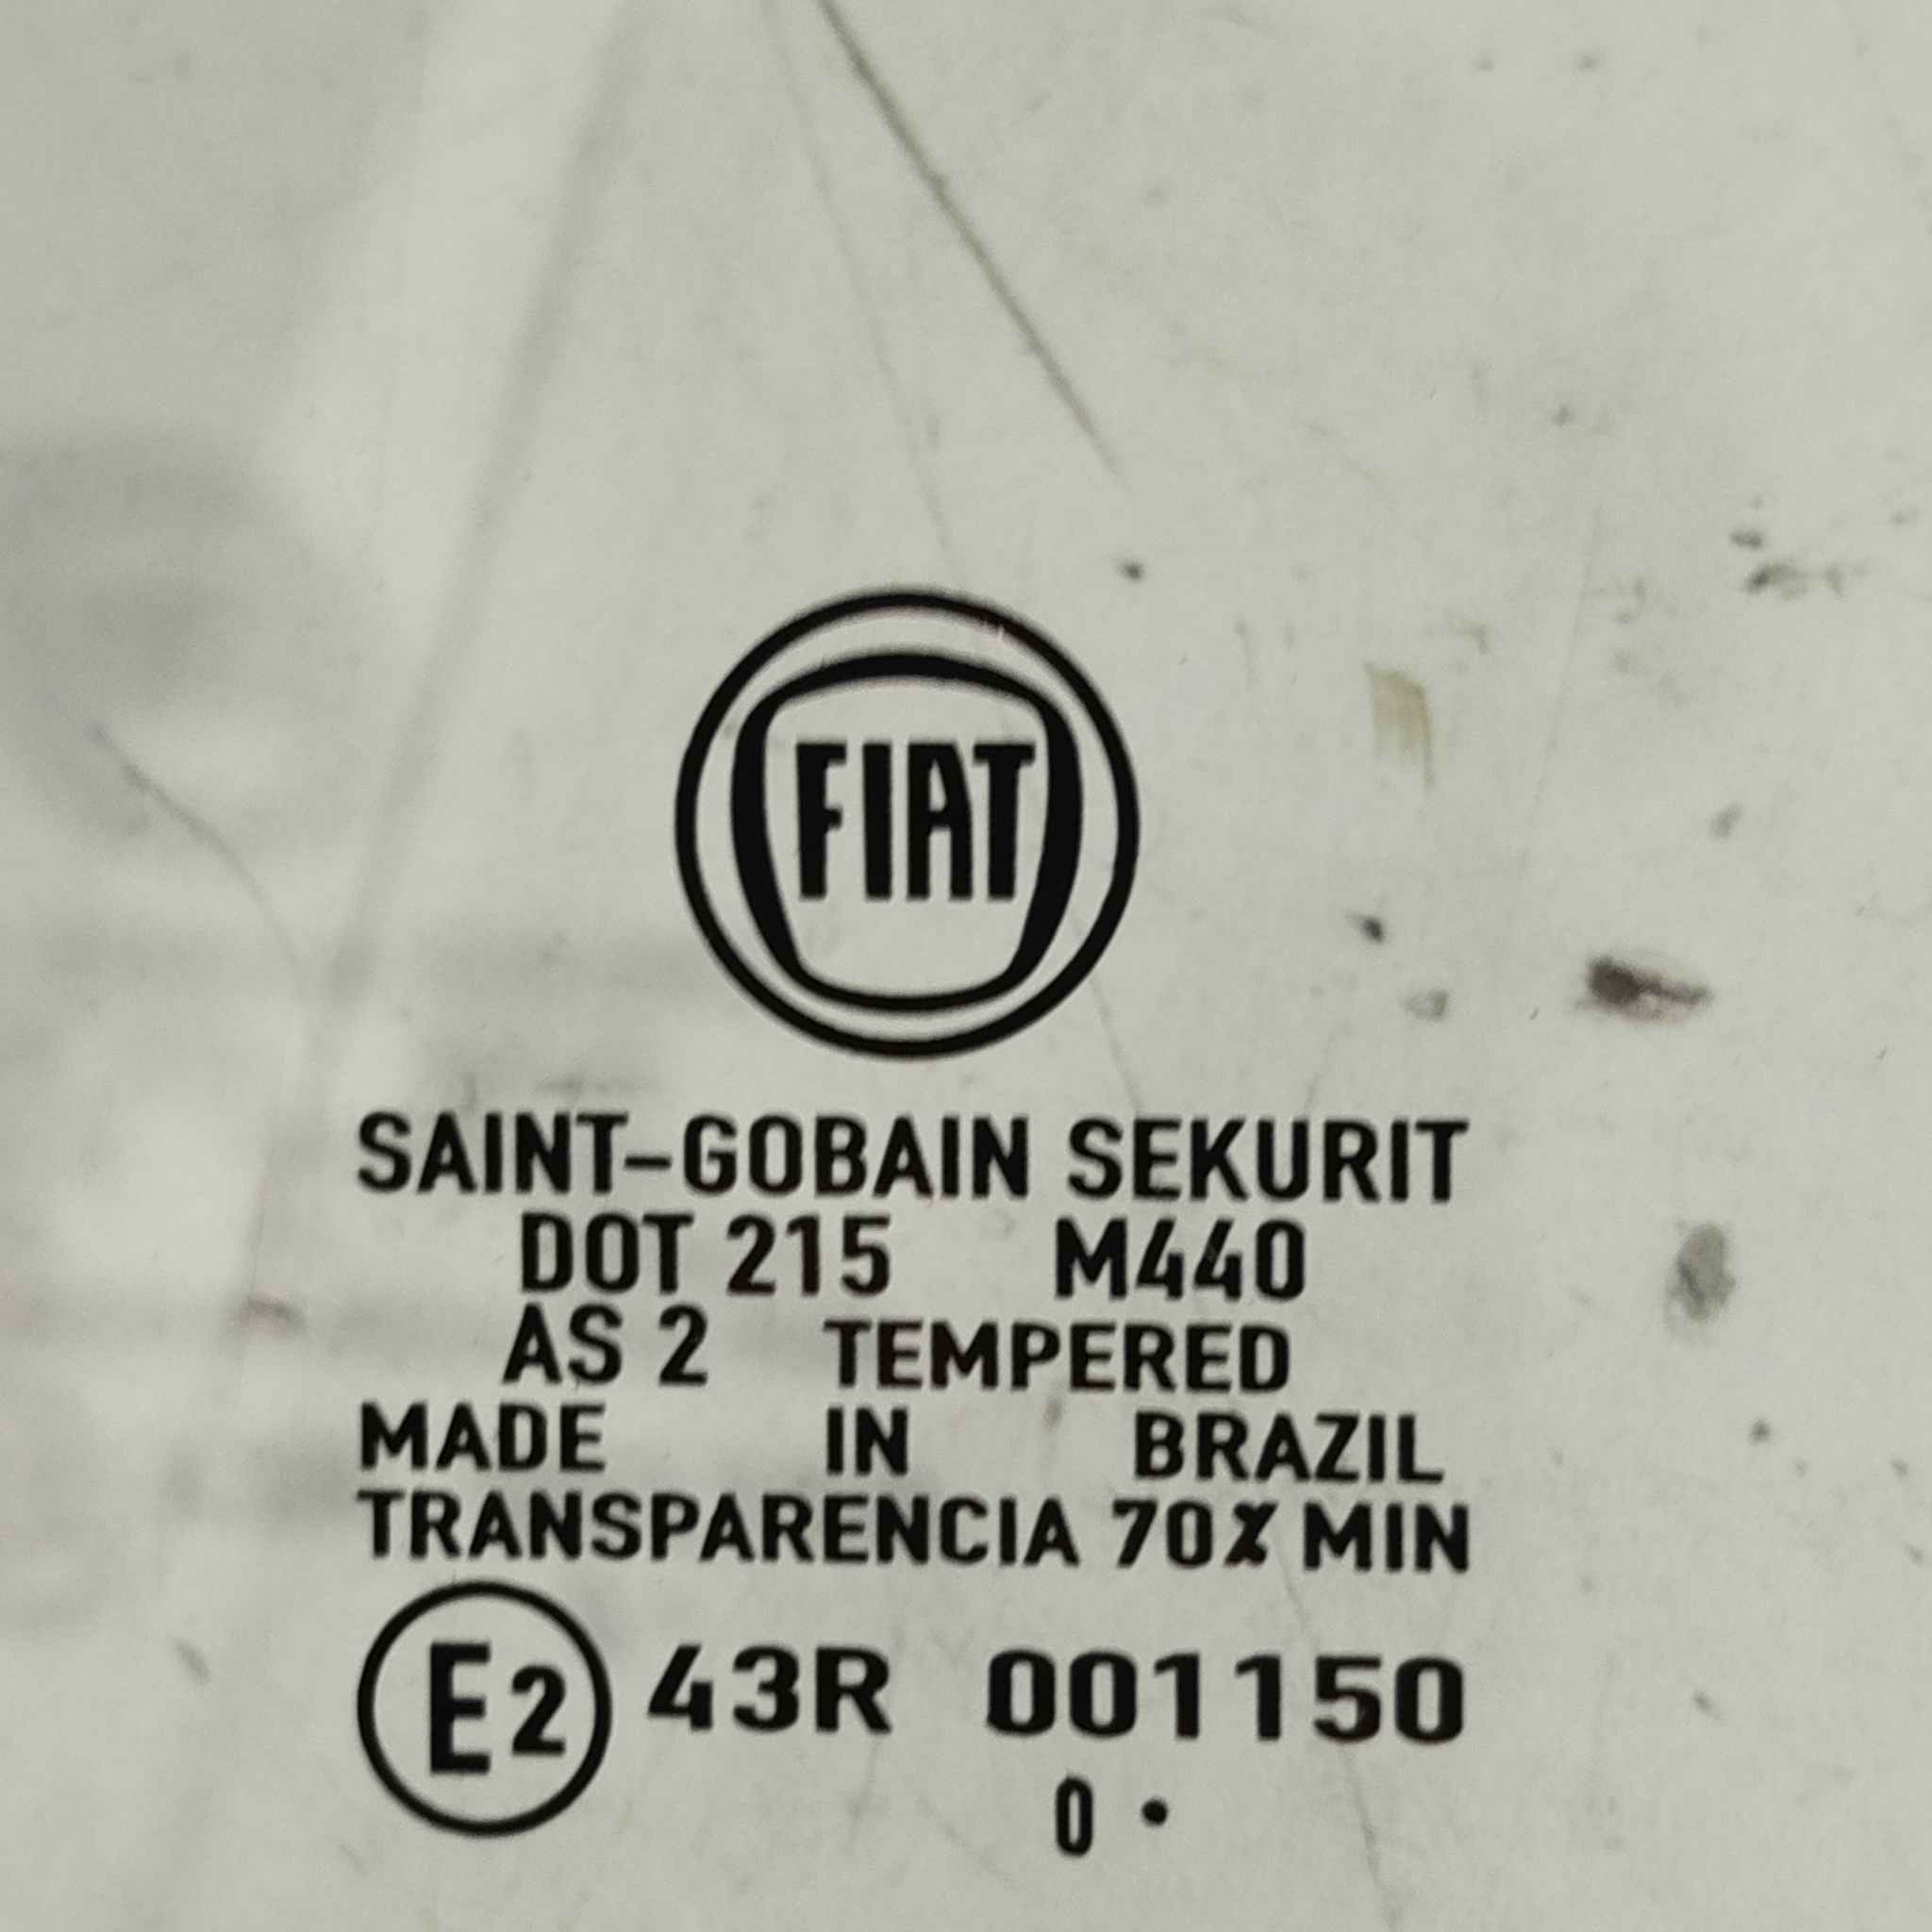 FIAT
SAINT-GOBAIN SEKURIT
DOT 215 M440
AS 2 TEMPERED
MADE IN BRAZIL
TRANSPARENCIA 70% MIN
E2 43R 001150
0 •